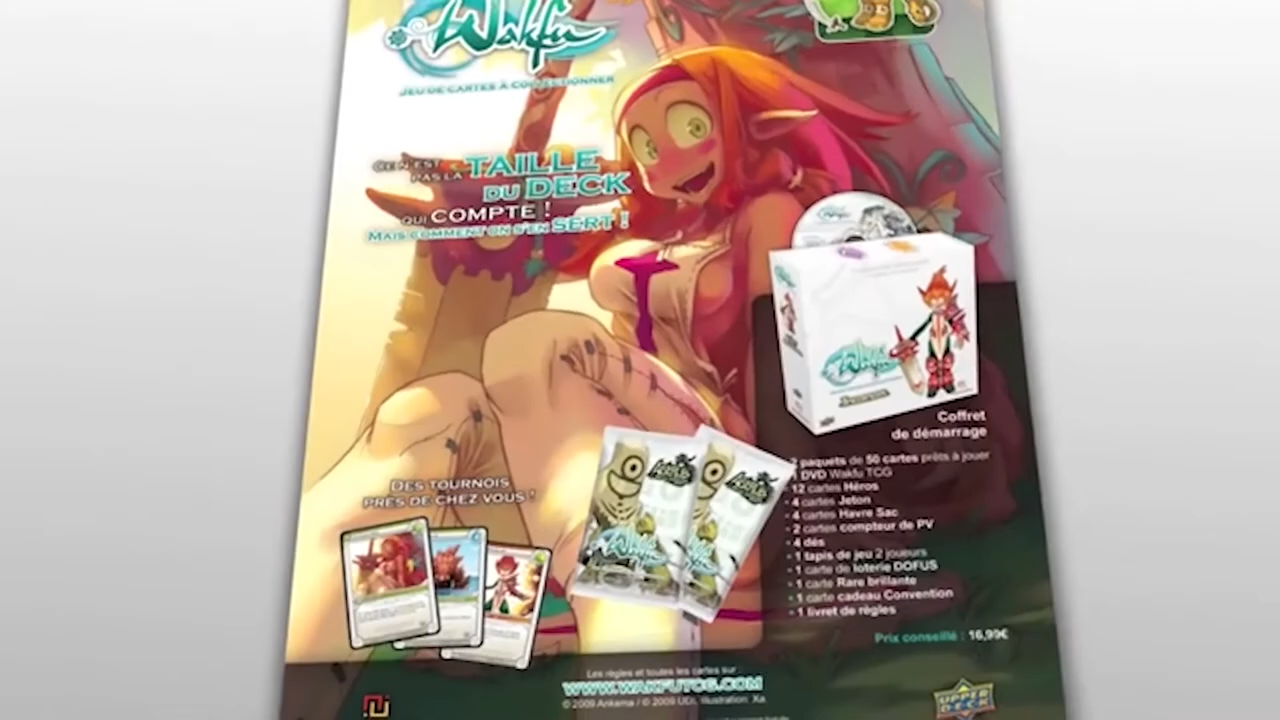 Wakfu
JEU DE CARTES À COLLECTIONNER
CE N'EST PAS LA TAILLE
DU DECK
QUI COMPTE !
MAIS COMMENT ON S'EN SERT !
Wakfu
Coffret
de démarrage
2 paquets de 50 cartes prêts à jouer
1 DVD Wakfu TCG
- 12 cartes Héros
- 4 cartes Jeton
- 4 cartes Havre Sac
- 2 cartes compteur de PV
- 4 dés
- 1 tapis de jeu 2 joueurs
- 1 carte de loterie DOFUS
- 1 carte Rare brillante
- 1 carte cadeau Convention
- 1 livret de règles
Prix conseillé : 16,99€
DES TOURNOIS
PRÈS DE CHEZ VOUS !
Wakfu
Les règles et toutes les cartes sur :
WWW.WAKFUTCG.COM
© 2009 Ankama / © 2009 UDI. Illustration: Xa
UPPER
DECK